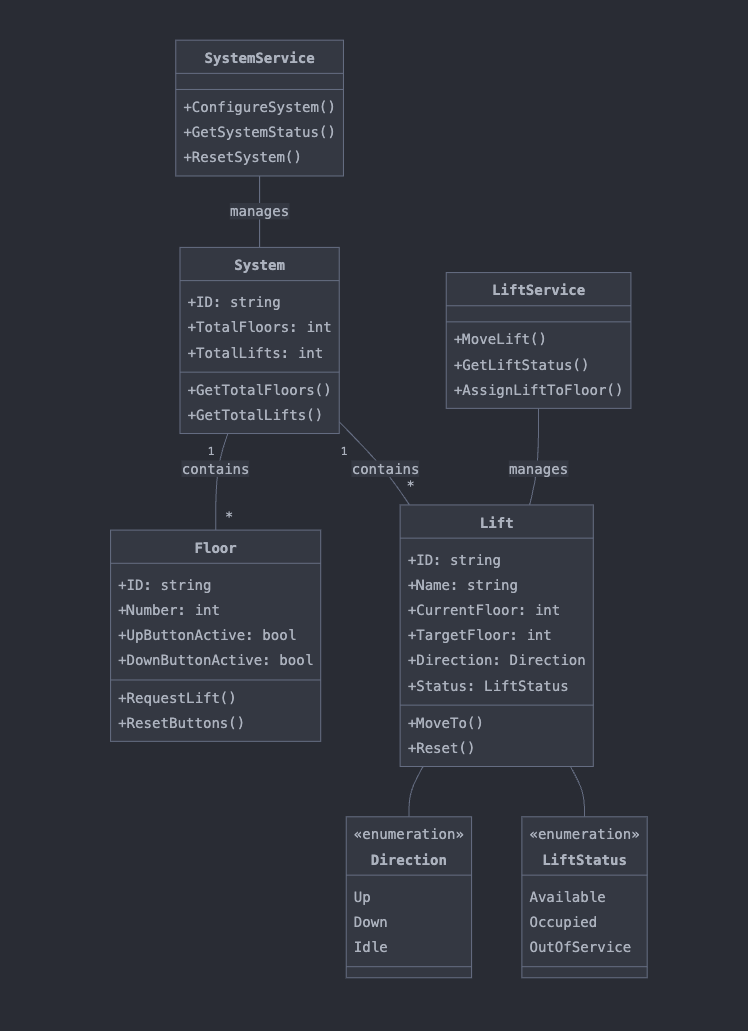 SystemService
+ConfigureSystem()
+GetSystemStatus()
+ResetSystem()
manages
System
+ID: string
+TotalFloors: int
+TotalLifts: int
+GetTotalFloors()
+GetTotalLifts()
LiftService
+MoveLift()
+GetLiftStatus()
+AssignLiftToFloor()
1
contains
*
1
contains
*
manages
Floor
+ID: string
+Number: int
+UpButtonActive: bool
+DownButtonActive: bool
+RequestLift()
+ResetButtons()
Lift
+ID: string
+Name: string
+CurrentFloor: int
+TargetFloor: int
+Direction: Direction
+Status: LiftStatus
+MoveTo()
+Reset()
«enumeration»
Direction
Up
Down
Idle
«enumeration»
LiftStatus
Available
Occupied
OutOfService